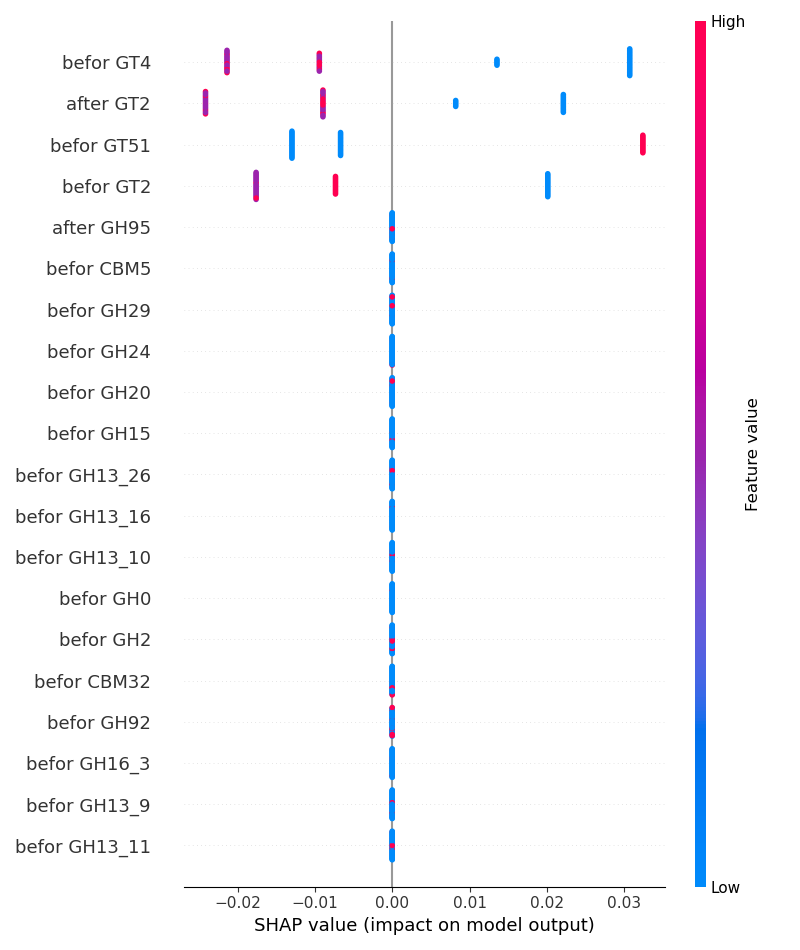 High
befor GT4
after GT2
befor GT51
befor GT2
after GH95
befor CBM5
befor GH29
befor GH24
befor GH20
befor GH15
befor GH13_26
befor GH13_16
befor GH13_10
befor GH0
befor GH2
befor CBM32
befor GH92
befor GH16_3
befor GH13_9
befor GH13_11
Feature value
Low
−0.02 −0.01 0.00 0.01 0.02 0.03
SHAP value (impact on model output)